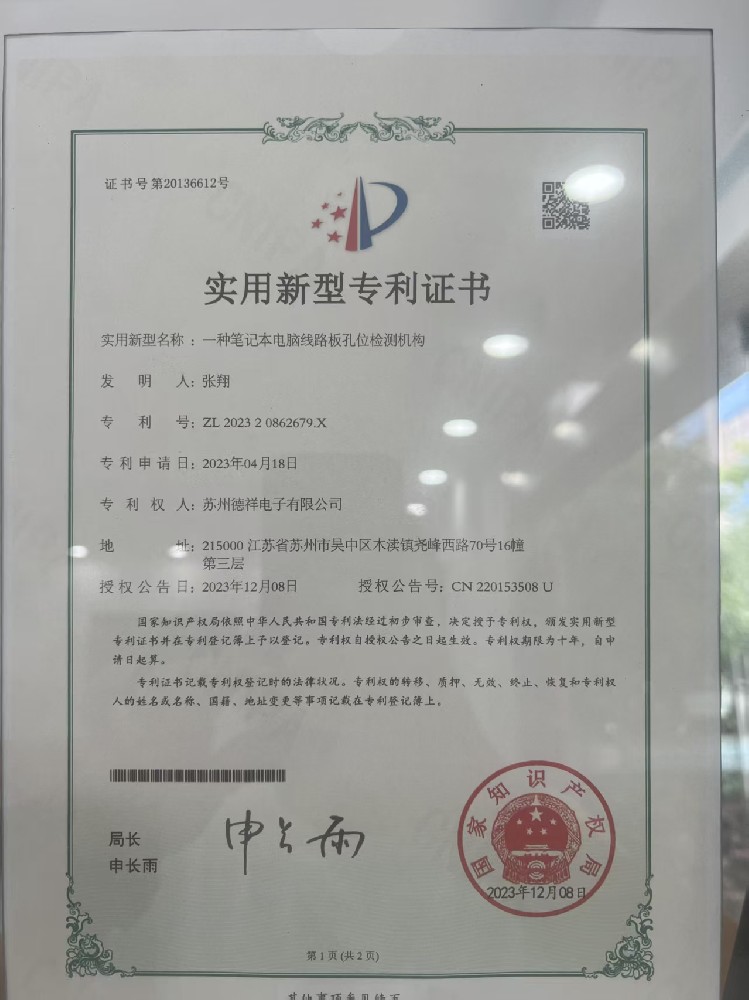 证书号第20136612号
实用新型专利证书
实用新型名称：一种笔记本电脑线路板孔位检测机构
发明人：张翔
专利号：ZL 2023 2 0862679.X
专利申请日：2023年04月18日
专利权人：苏州德祥电子有限公司
地址：215000 江苏省苏州市吴中区木渎镇尧峰西路70号16幢
第三层
授权公告日：2023年12月08日 授权公告号：CN 220153508 U
国家知识产权局依照中华人民共和国专利法经过初步审查，决定授予专利权，颁发实用新型
专利证书并在专利登记簿上予以登记。专利权自授权公告之日起生效。专利权期限为十年，自申
请日起算。
专利证书记载专利权登记时的法律状况。专利权的转移、质押、无效、终止、恢复和专利权
人的姓名或名称、国籍、地址变更等事项记载在专利登记簿上。
局长
申长雨
申长雨
国家知识产权局
2023年12月08日
第 1 页 (共 2 页)
其他事项参见续页